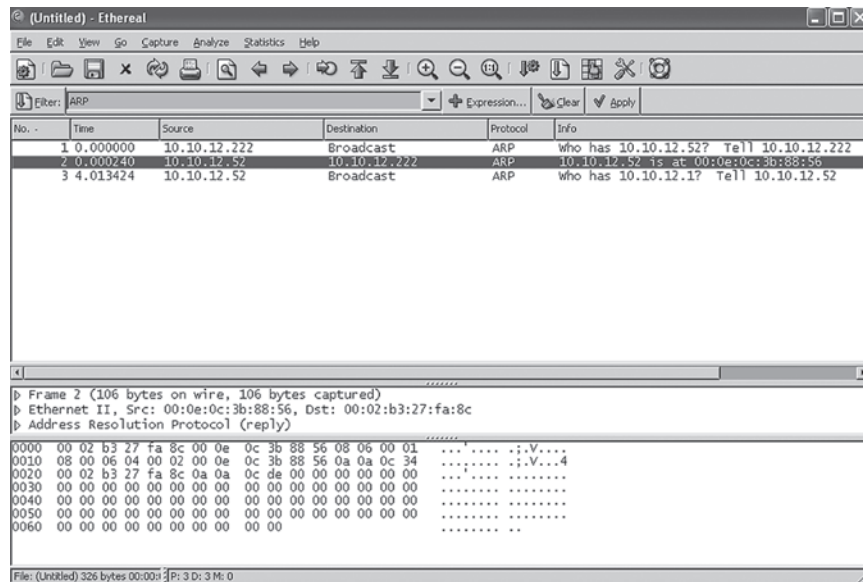 (Untitled) - Ethereal
File Edit View Go Capture Analyze Statistics Help
Filter: ARP Expression... Clear Apply
No. - Time Source Destination Protocol Info
1 0.000000 10.10.12.222 Broadcast ARP Who has 10.10.12.52? Tell 10.10.12.222
2 0.000240 10.10.12.52 10.10.12.222 ARP 10.10.12.52 is at 00:0e:0c:3b:88:56
3 4.013424 10.10.12.52 Broadcast ARP Who has 10.10.12.1? Tell 10.10.12.52
Frame 2 (106 bytes on wire, 106 bytes captured)
Ethernet II, Src: 00:0e:0c:3b:88:56, Dst: 00:02:b3:27:fa:8c
Address Resolution Protocol (reply)
0000 00 02 b3 27 fa 8c 00 0e 0c 3b 88 56 08 06 00 01 ...'.... .;.V....
0010 08 00 06 04 00 02 00 0e 0c 3b 88 56 0a 0a 0c 34 ........ .;.V...4
0020 00 02 b3 27 fa 8c 0a 0a 0c de 00 00 00 00 00 00 ...'.... ........
0030 00 00 00 00 00 00 00 00 00 00 00 00 00 00 00 00 ........ ........
0040 00 00 00 00 00 00 00 00 00 00 00 00 00 00 00 00 ........ ........
0050 00 00 00 00 00 00 00 00 00 00 00 00 00 00 00 00 ........ ........
0060 00 00 00 00 00 00 00 00 00 00 ........ ..
File: (Untitled) 326 bytes 00:00: P: 3 D: 3 M: 0